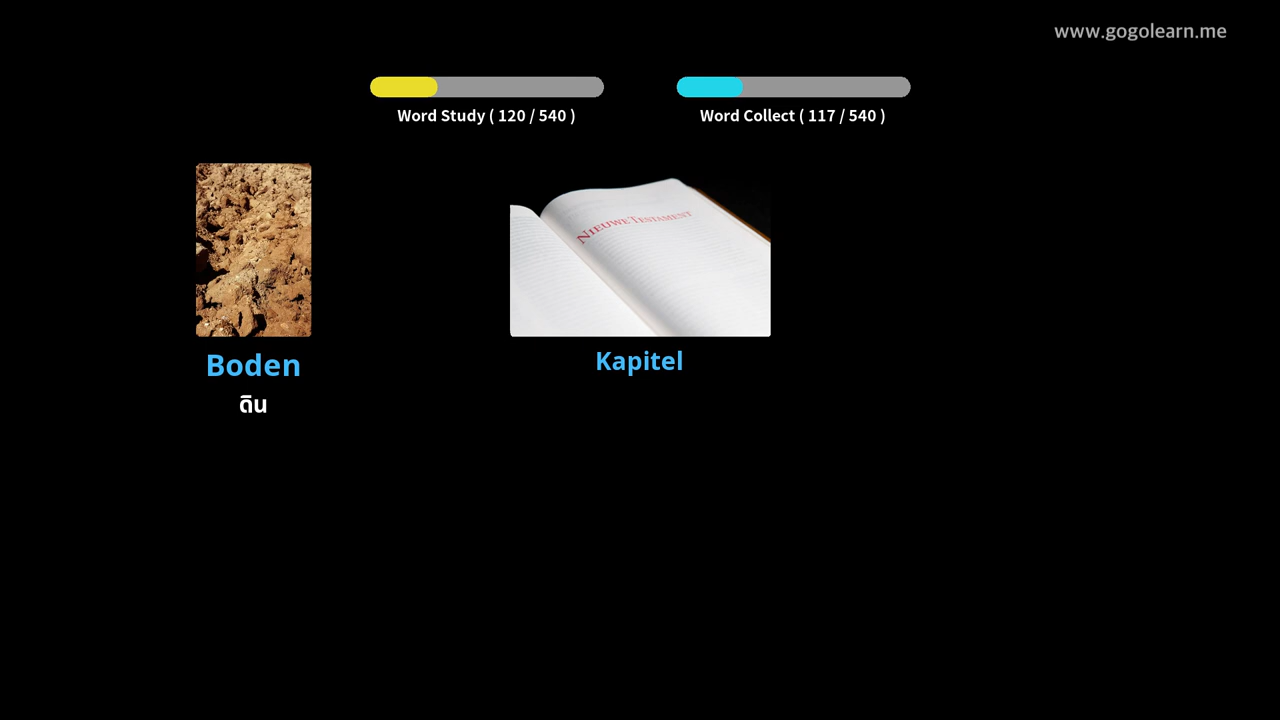 www.gogolearn.me
Word Study ( 120 / 540 )
Word Collect ( 117 / 540 )
NIEUWE TESTAMENT
Boden
ดิน
Kapitel